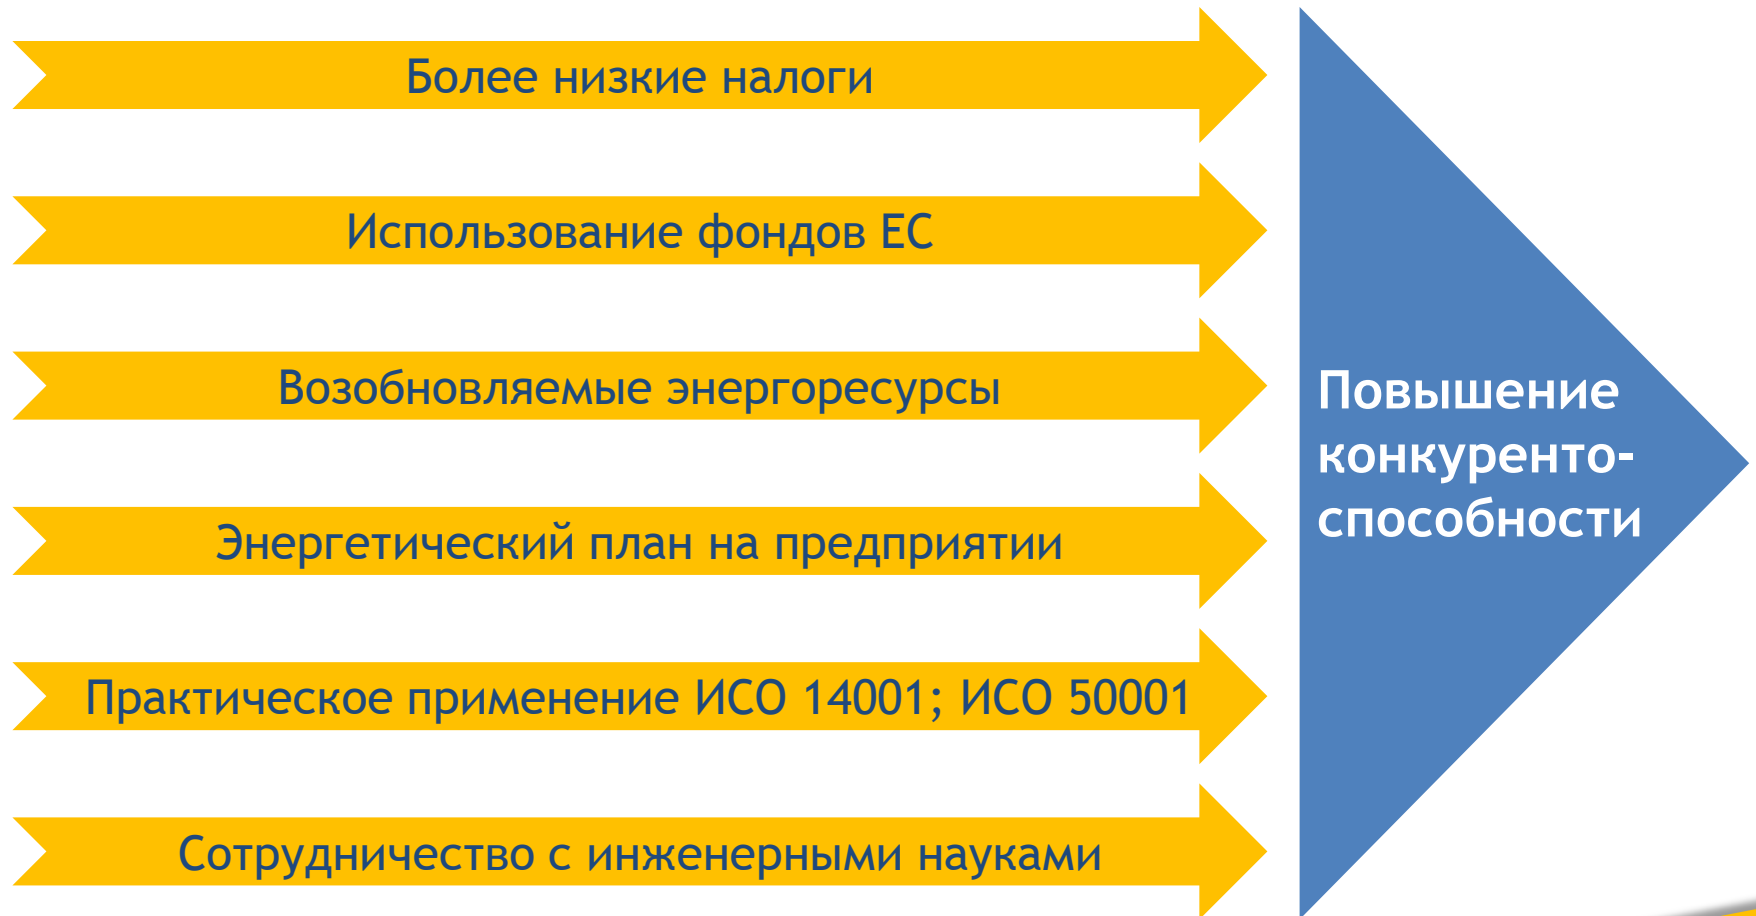 Более низкие налоги
Использование фондов ЕС
Возобновляемые энергоресурсы
Энергетический план на предприятии
Практическое применение ИСО 14001; ИСО 50001
Сотрудничество с инженерными науками
Повышение
конкуренто-
способности